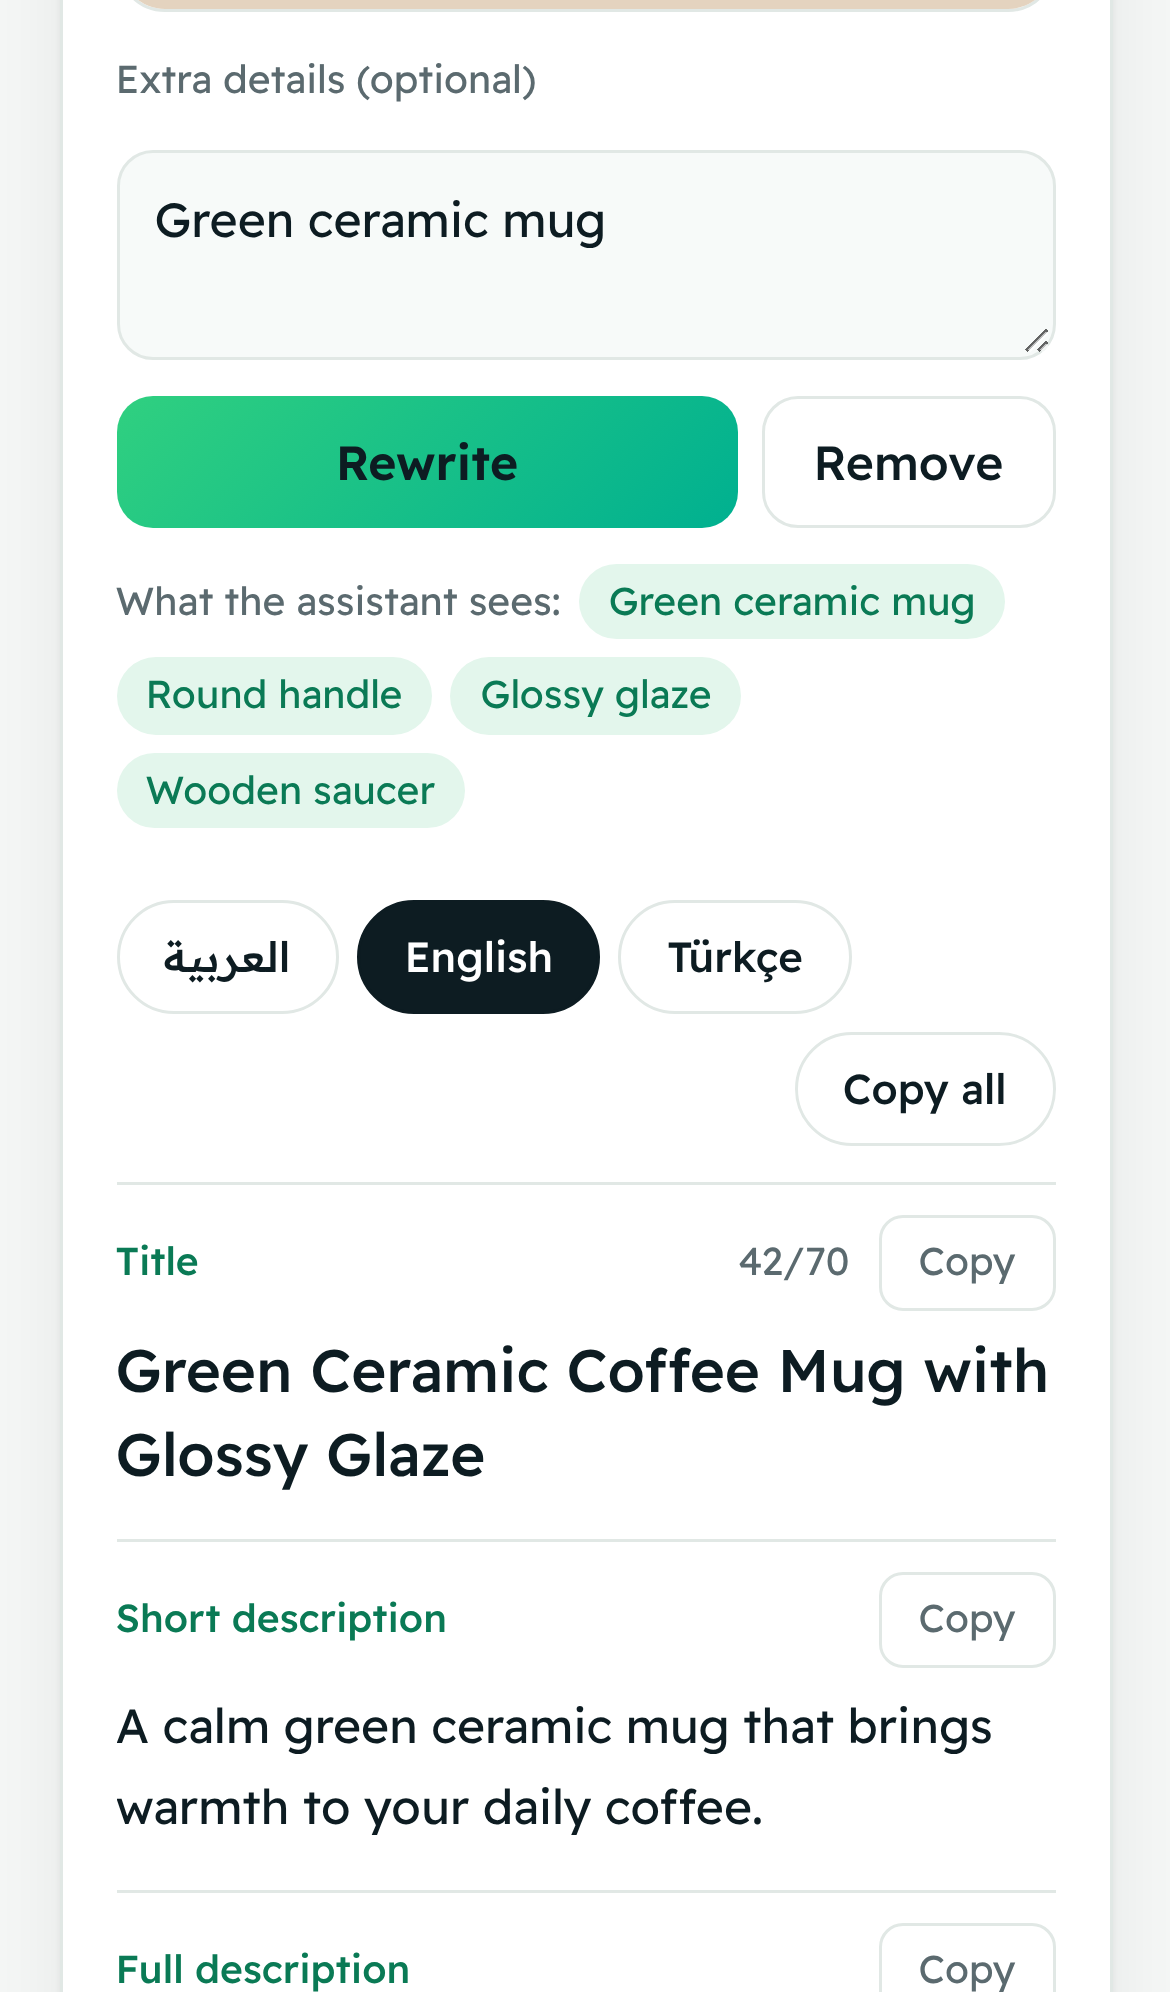 Extra details (optional)
Green ceramic mug
Rewrite
Remove
What the assistant sees: Green ceramic mug
Round handle Glossy glaze
Wooden saucer
العربية English Türkçe
Copy all
Title 42/70 Copy
Green Ceramic Coffee Mug with
Glossy Glaze
Short description Copy
A calm green ceramic mug that brings
warmth to your daily coffee.
Full description Copy